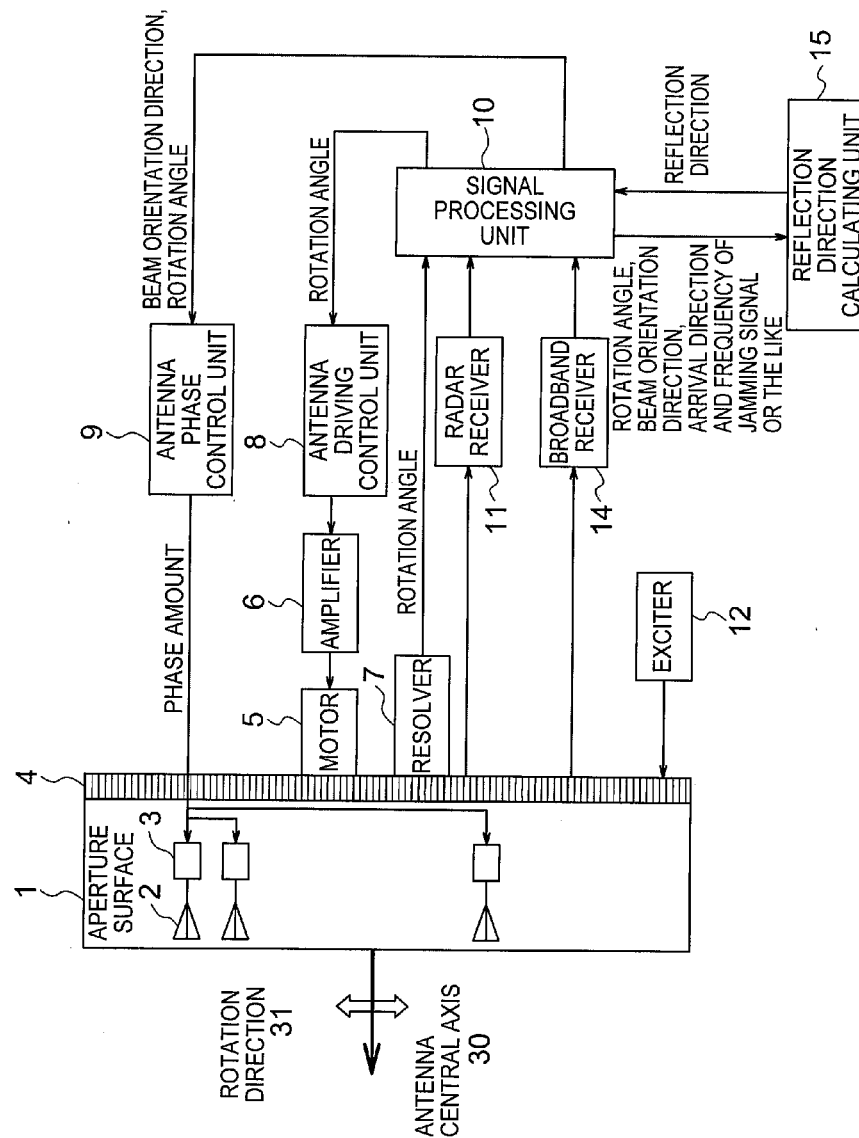 1
APERTURE
SURFACE
2
3
4
ROTATION
DIRECTION
31
ANTENNA
CENTRAL AXIS
30
PHASE AMOUNT
9
ANTENNA
PHASE
CONTROL UNIT
BEAM ORIENTATION DIRECTION,
ROTATION ANGLE
5
MOTOR
6
AMPLIFIER
8
ANTENNA
DRIVING
CONTROL UNIT
ROTATION ANGLE
7
RESOLVER
ROTATION ANGLE
10
SIGNAL
PROCESSING
UNIT
RADAR
RECEIVER
11
BROADBAND
RECEIVER
14
EXCITER
12
ROTATION ANGLE,
BEAM ORIENTATION
DIRECTION,
ARRIVAL DIRECTION
AND FREQUENCY OF
JAMMING SIGNAL
OR THE LIKE
REFLECTION
DIRECTION
15
REFLECTION
DIRECTION
CALCULATING UNIT